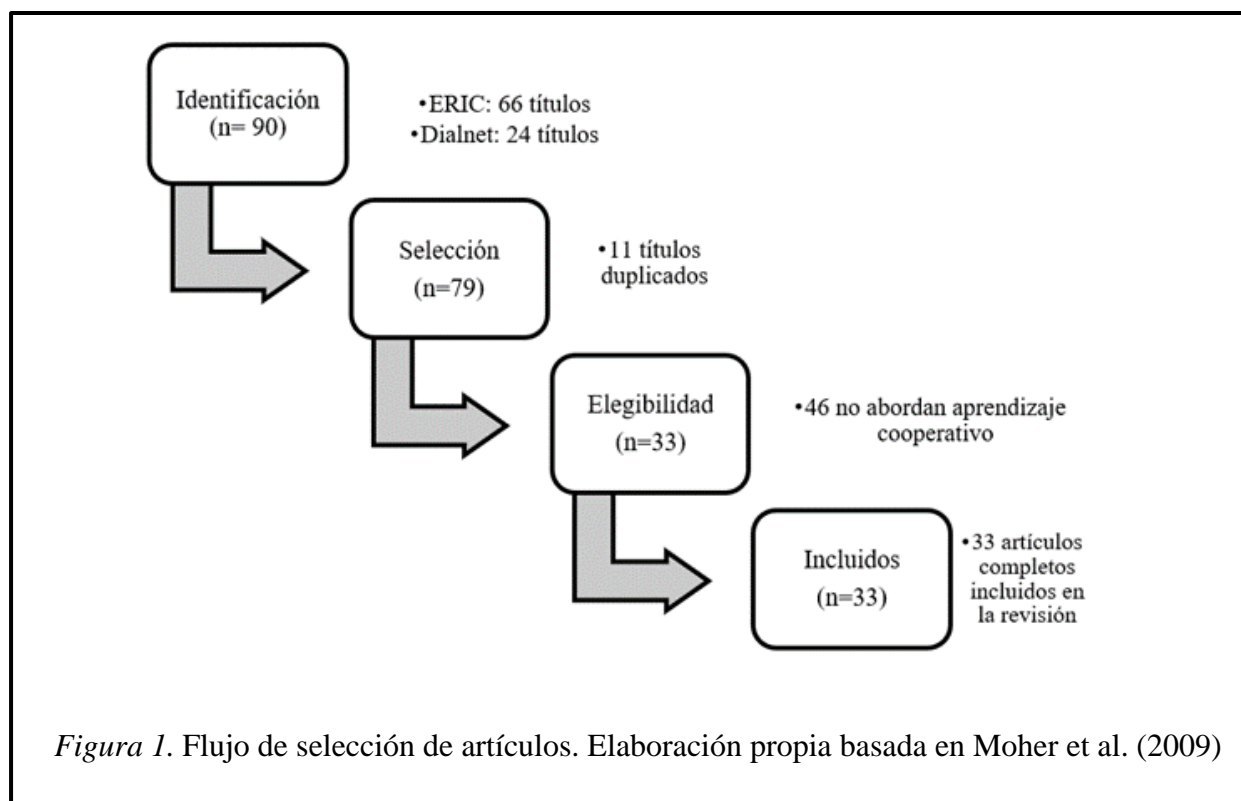 Identificación
(n= 90)
•ERIC: 66 títulos
•Dialnet: 24 títulos
Selección
(n=79)
•11 títulos
duplicados
Elegibilidad
(n=33)
•46 no abordan aprendizaje
cooperativo
Incluidos
(n=33)
•33 artículos
completos
incluidos en
la revisión
Figura 1. Flujo de selección de artículos. Elaboración propia basada en Moher et al. (2009)